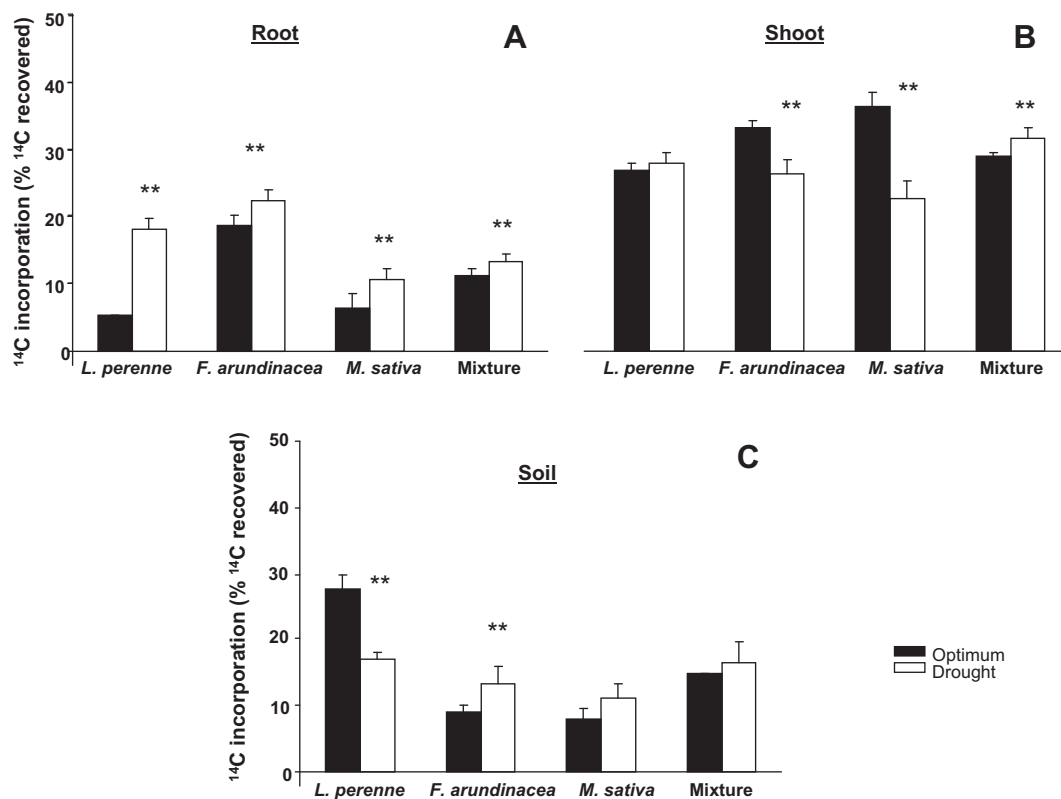 Root
A
Shoot
B
¹⁴C incorporation (% ¹⁴C recovered)
50
40
30
20
10
0
**
**
**
**
**
**
**
L. perenne
F. arundinacea
M. sativa
Mixture
L. perenne
F. arundinacea
M. sativa
Mixture
Soil
C
¹⁴C incorporation (% ¹⁴C recovered)
50
40
30
20
10
0
**
**
L. perenne
F. arundinacea
M. sativa
Mixture
Optimum
Drought